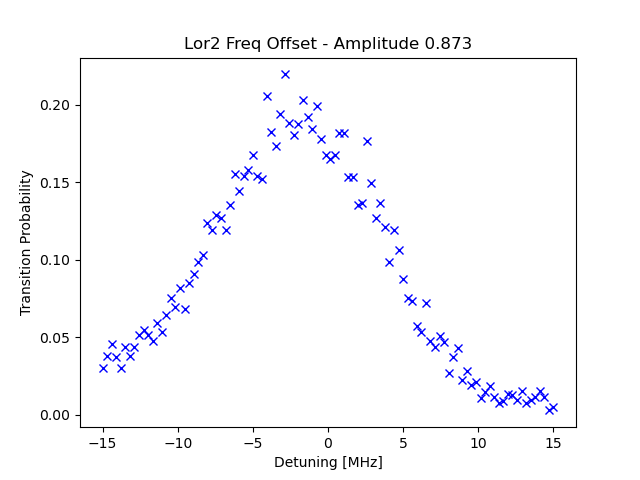 Lor2 Freq Offset - Amplitude 0.873
Transition Probability
0.20
0.15
0.10
0.05
0.00
−15 −10 −5 0 5 10 15
Detuning [MHz]